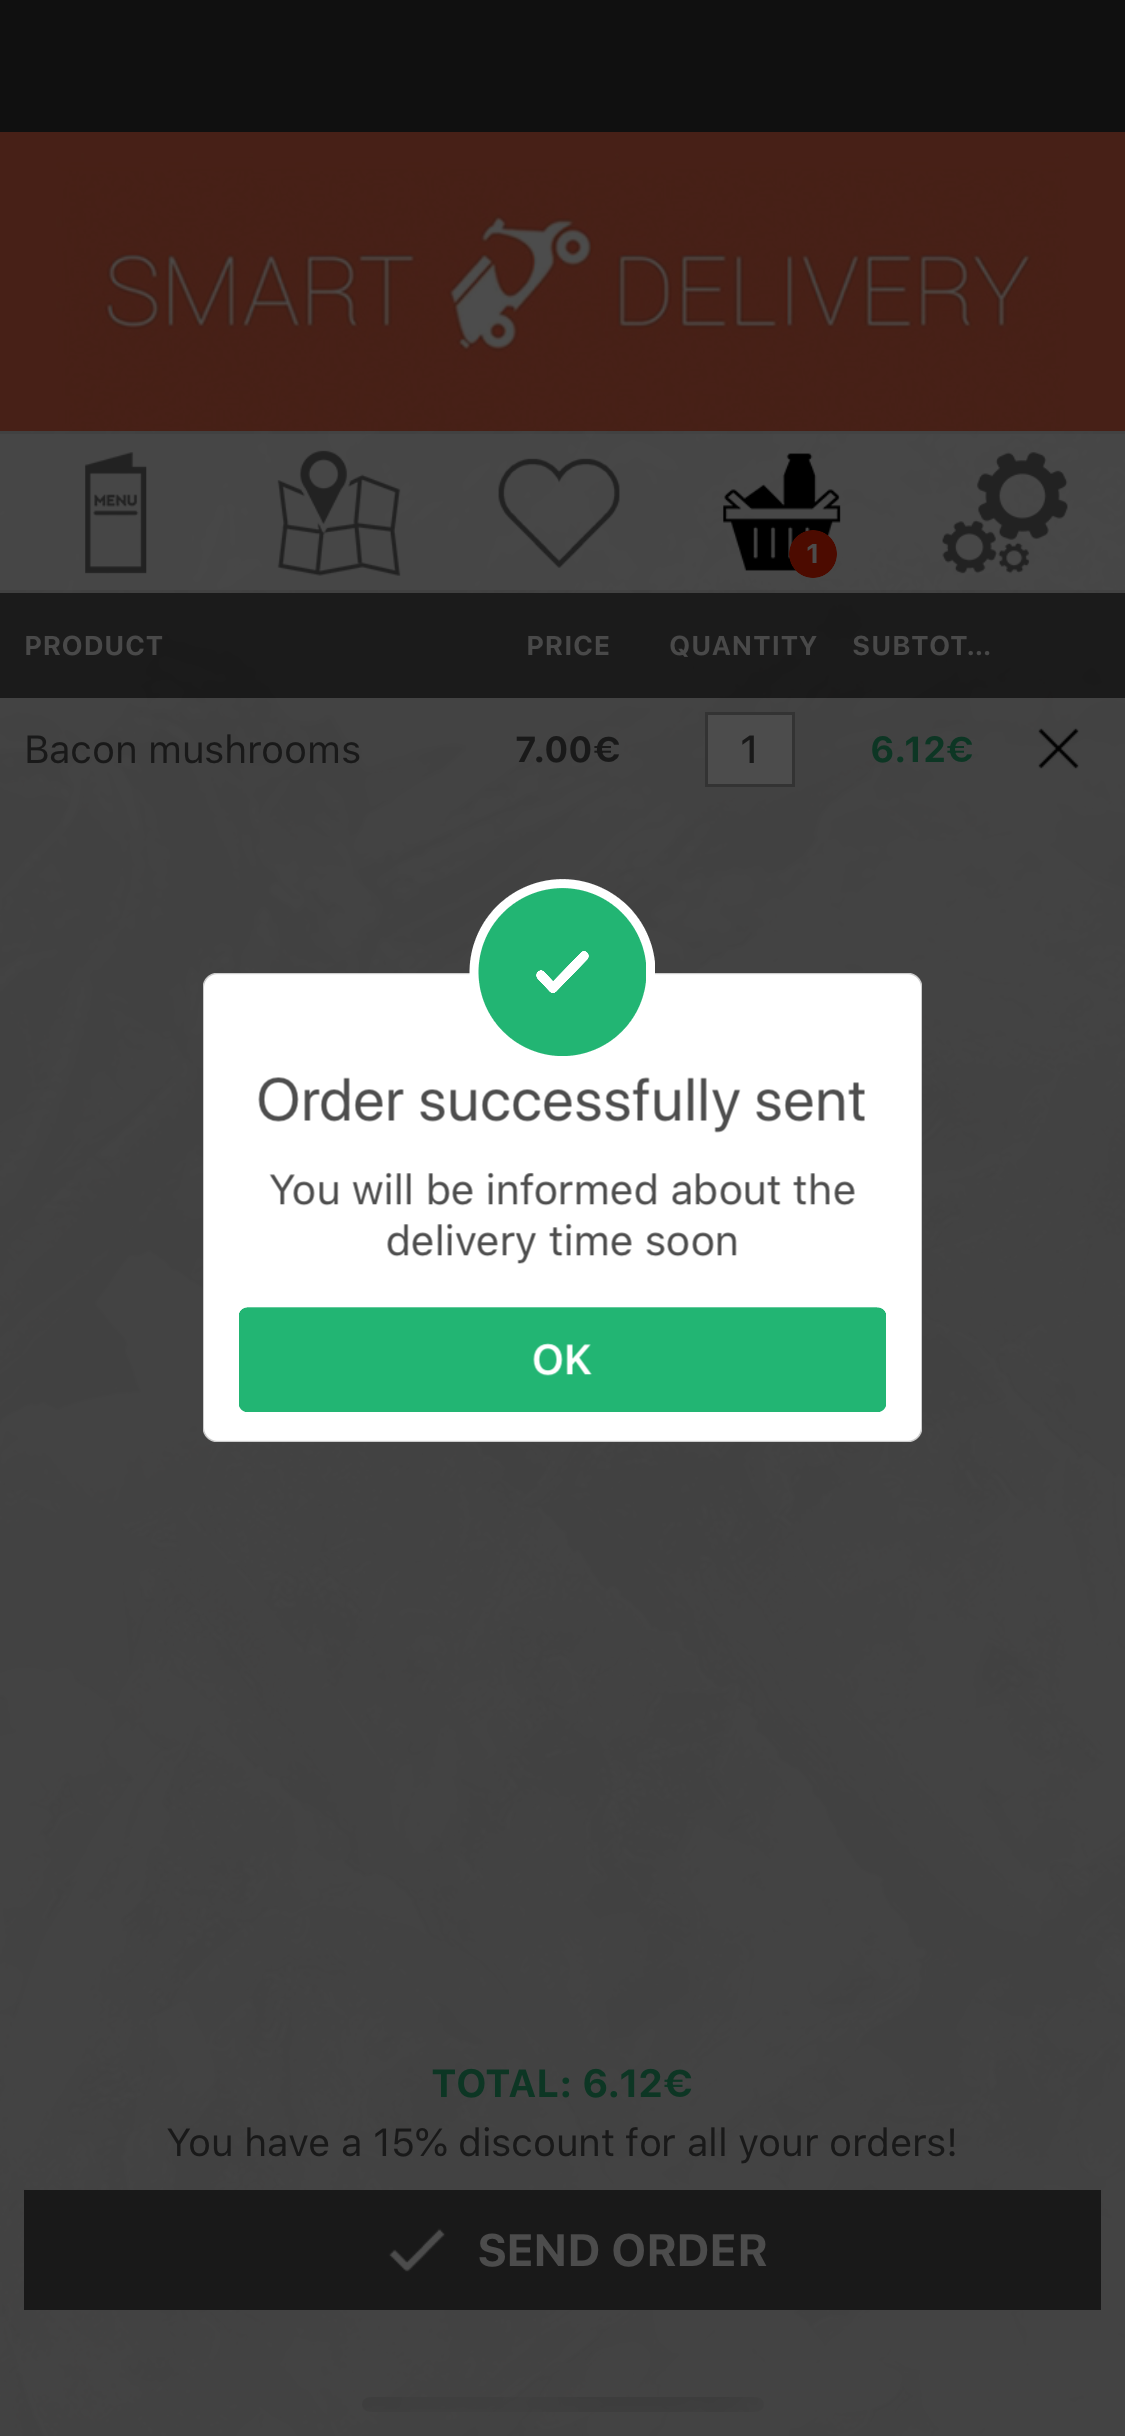 SMART DELIVERY
MENU
1
PRODUCT PRICE QUANTITY SUBTOT...
Bacon mushrooms 7.00€ 1 6.12€
Order successfully sent
You will be informed about the
delivery time soon
OK
TOTAL: 6.12€
You have a 15% discount for all your orders!
SEND ORDER